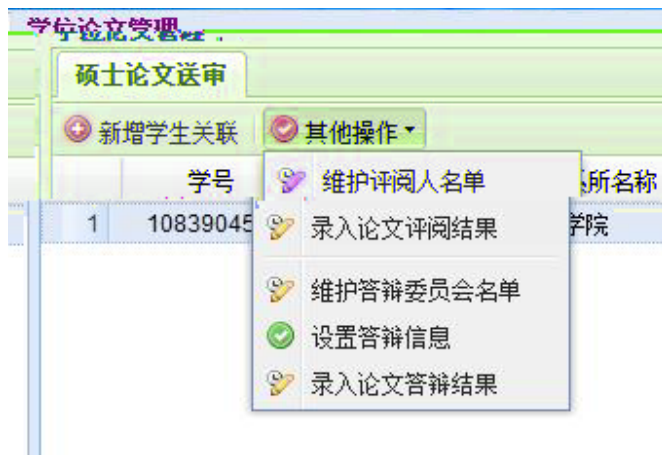 学位论文管理
硕士论文送审
新增学生关联 其他操作
学号 维护评阅人名单 所名称
1 10839045 录入论文评阅结果 学院
维护答辩委员会名单
设置答辩信息
录入论文答辩结果